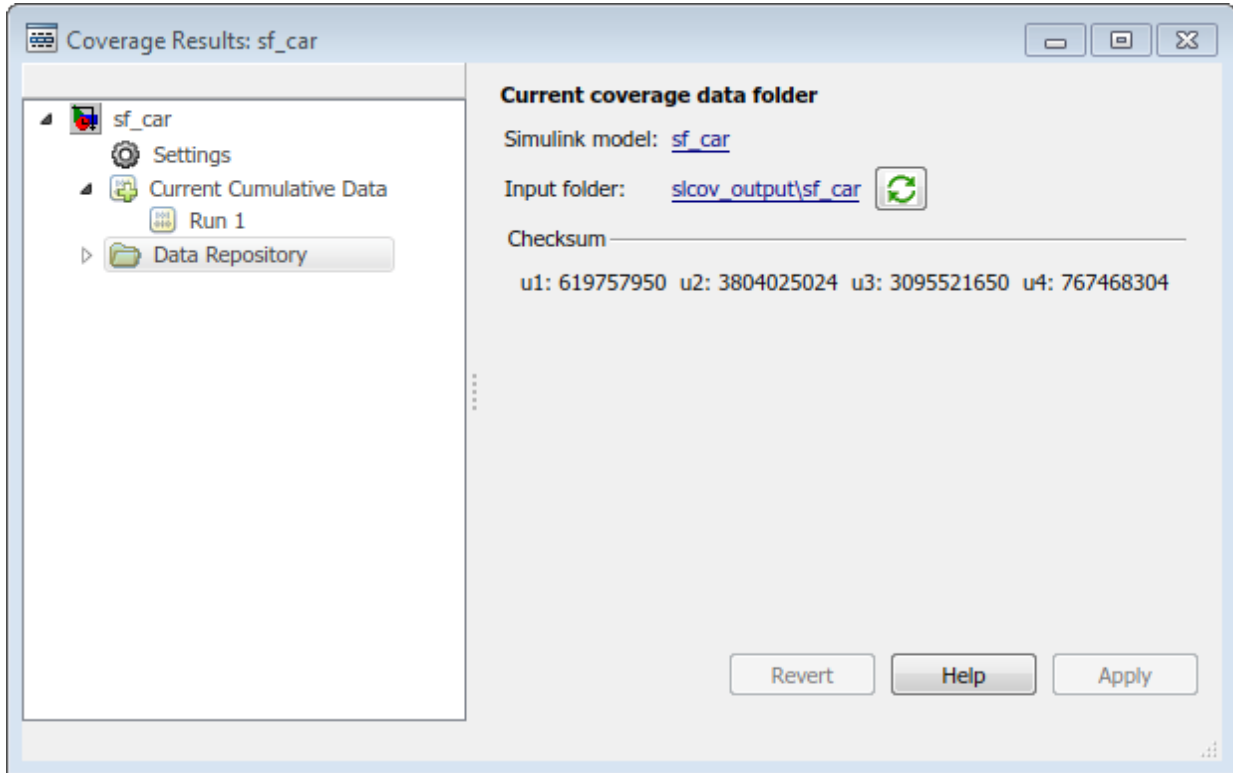 Coverage Results: sf_car
sf_car
Settings
Current Cumulative Data
Run 1
Data Repository
Current coverage data folder
Simulink model: sf_car
Input folder: slcov_output\sf_car
Checksum
u1: 619757950 u2: 3804025024 u3: 3095521650 u4: 767468304
Revert Help Apply